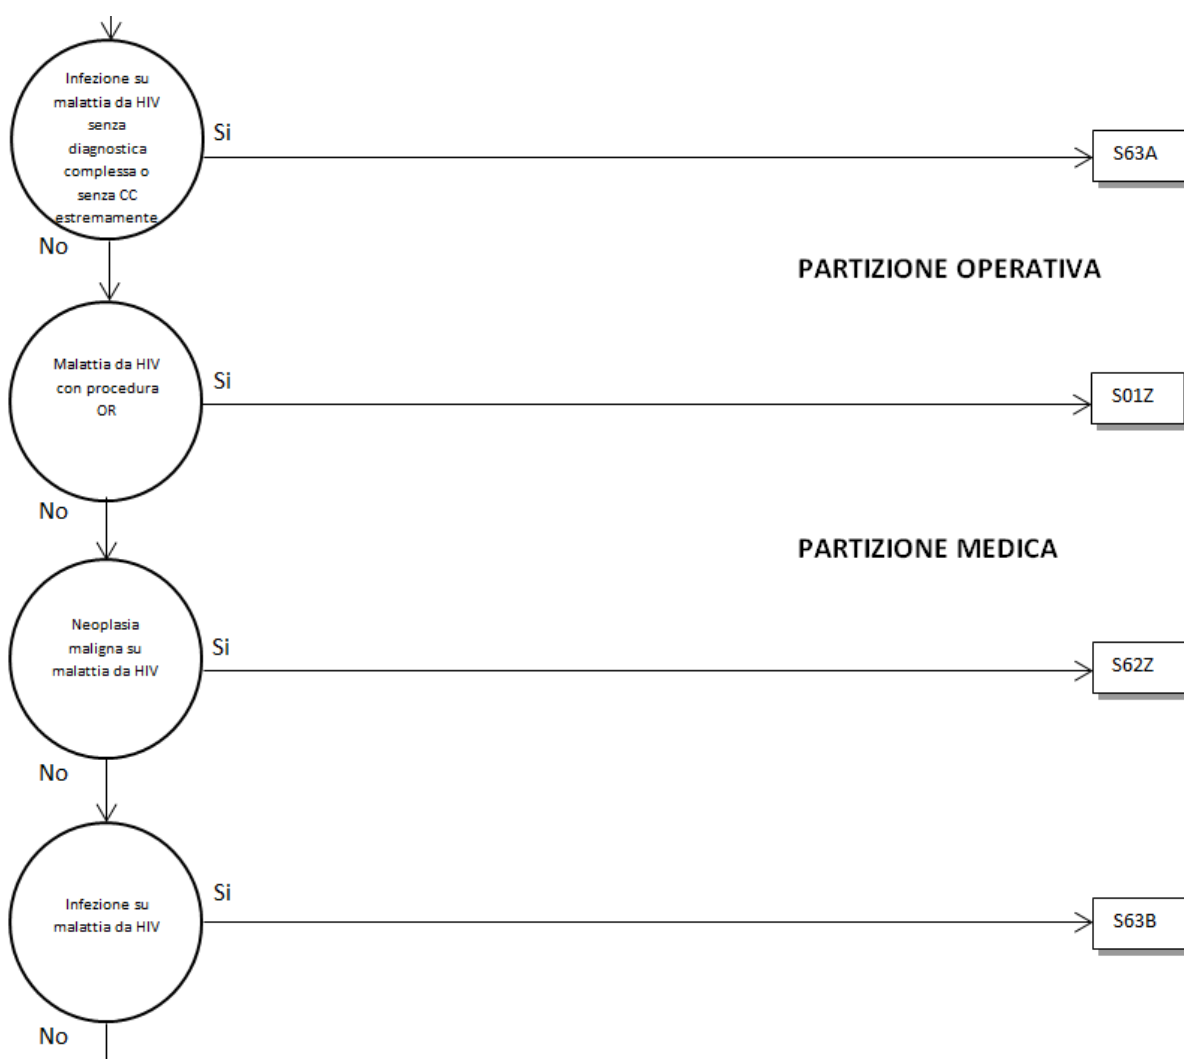 Infezione su
malattia da HIV
senza
diagnostica
complessa o
senza CC
estremamente
Si
S63A
No
PARTIZIONE OPERATIVA
Malattia da HIV
con procedura
OR
Si
S01Z
No
PARTIZIONE MEDICA
Neoplasia
maligna su
malattia da HIV
Si
S62Z
No
Infezione su
malattia da HIV
Si
S63B
No